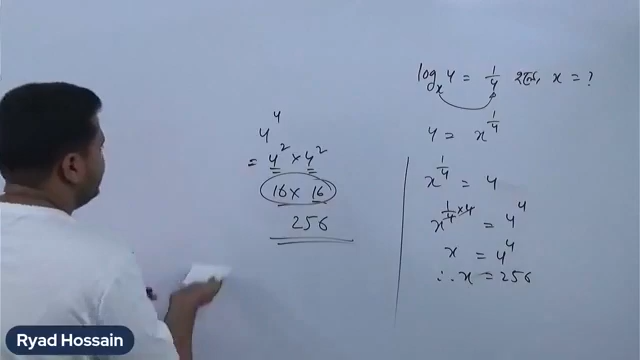 log_x 4 = 1/4 হলে, x = ?
4 = x^(1/4)
x^(1/4) = 4
x^(1/4 × 4) = 4^4
x = 4^4
∴ x = 256
4^4
= 4^2 × 4^2
16 × 16
256
Ryad Hossain